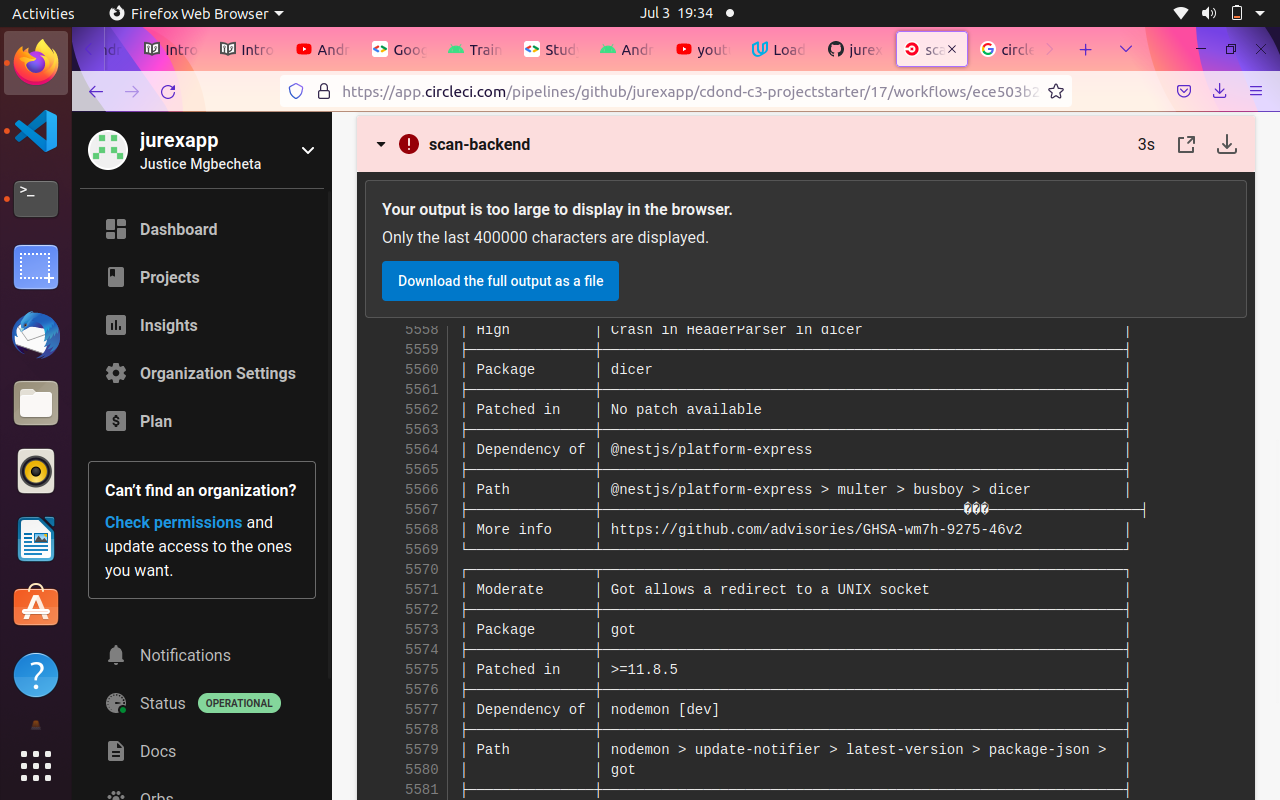 Activities
Firefox Web Browser
Jul 3 19:34
Intro
Intro
Andr
Goog
Train
Stud
Andr
yout
Load
jurex
sca
circle
https://app.circleci.com/pipelines/github/jurexapp/cdond-c3-projectstarter/17/workflows/ece503b2
jurexapp
Justice Mgbecheta
Dashboard
Projects
Insights
Organization Settings
Plan
Can't find an organization?
Check permissions and
update access to the ones
you want.
Notifications
Status OPERATIONAL
Docs
Orbs
scan-backend
3s
Your output is too large to display in the browser.
Only the last 400000 characters are displayed.
Download the full output as a file
5558 │ High │ Crash in HeaderParser in dicer │
5559
5560 │ Package │ dicer │
5561
5562 │ Patched in │ No patch available │
5563
5564 │ Dependency of │ @nestjs/platform-express │
5565
5566 │ Path │ @nestjs/platform-express > multer > busboy > dicer │
5567 ���
5568 │ More info │ https://github.com/advisories/GHSA-wm7h-9275-46v2 │
5569
5570
5571 │ Moderate │ Got allows a redirect to a UNIX socket │
5572
5573 │ Package │ got │
5574
5575 │ Patched in │ >=11.8.5 │
5576
5577 │ Dependency of │ nodemon [dev] │
5578
5579 │ Path │ nodemon > update-notifier > latest-version > package-json > │
5580 │ │ got │
5581